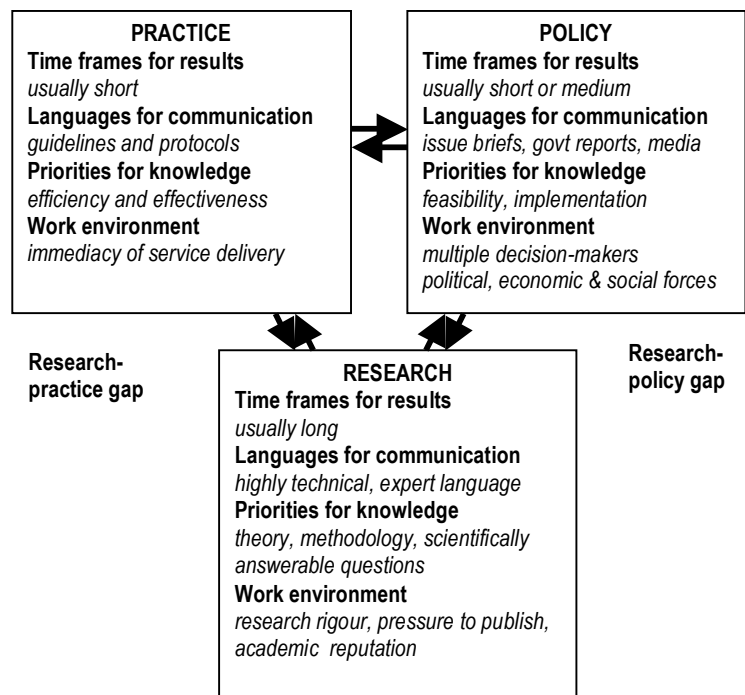 PRACTICE
Time frames for results
usually short
Languages for communication
guidelines and protocols
Priorities for knowledge
efficiency and effectiveness
Work environment
immediacy of service delivery
POLICY
Time frames for results
usually short or medium
Languages for communication
issue briefs, govt reports, media
Priorities for knowledge
feasibility, implementation
Work environment
multiple decision-makers
political, economic & social forces
Research-
practice gap
Research-
policy gap
RESEARCH
Time frames for results
usually long
Languages for communication
highly technical, expert language
Priorities for knowledge
theory, methodology, scientifically
answerable questions
Work environment
research rigour, pressure to publish,
academic reputation